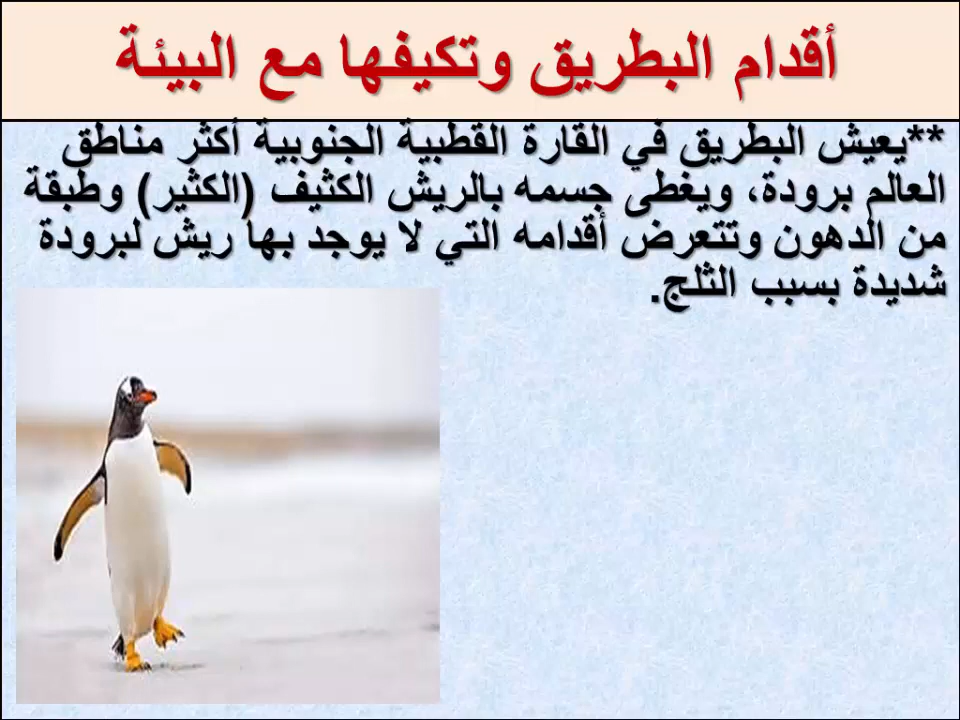 أقدام البطريق وتكيفها مع البيئة
**يعيش البطريق في القارة القطبية الجنوبية أكثر مناطق
العالم برودة، ويغطى جسمه بالريش الكثيف (الكثير) وطبقة
من الدهون وتتعرض أقدامه التي لا يوجد بها ريش لبرودة
شديدة بسبب الثلج.